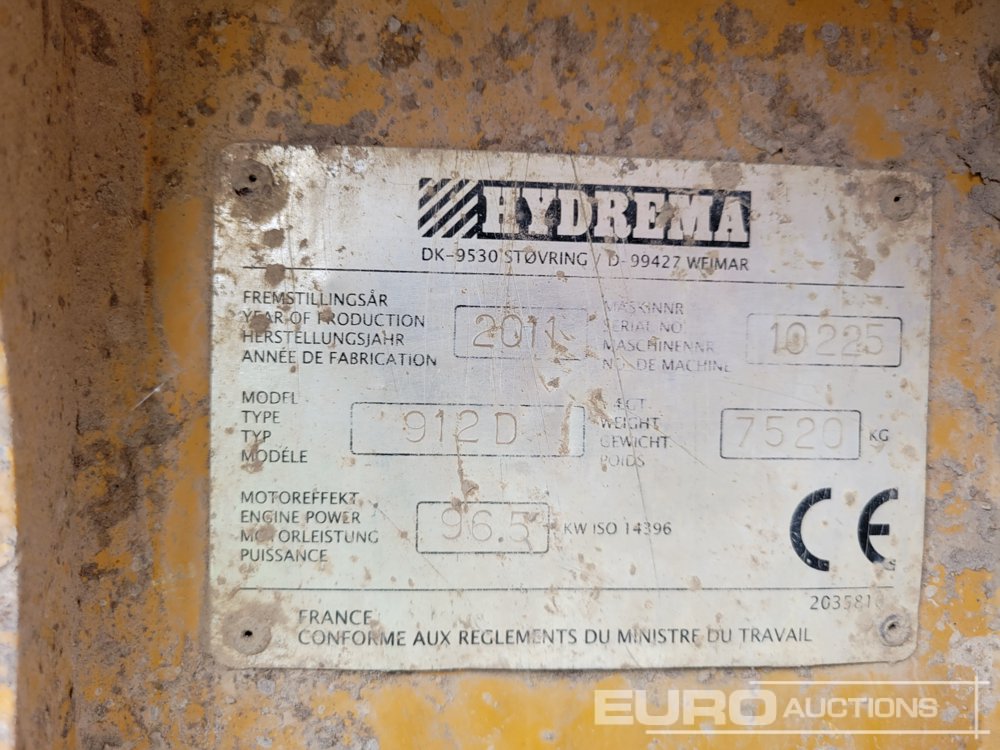 HYDREMA
DK-9530 STØVRING / D-99427 WEIMAR
FREMSTILLINGSÅR
YEAR OF PRODUCTION
HERSTELLUNGSJAHR
ANNÉE DE FABRICATION
2011
MASKINNR
SERIAL NO
MASCHINENNR
NO DE MACHINE
10225
MODEL
TYPE
TYP
MODÉLE
912D
WEIGHT
GEWICHT
POIDS
7520 KG
MOTOREFFEKT
ENGINE POWER
MOTORLEISTUNG
PUISSANCE
96.5 KW ISO 14396
CE
FRANCE
CONFORME AUX REGLEMENTS DU MINISTRE DU TRAVAIL
EURO AUCTIONS